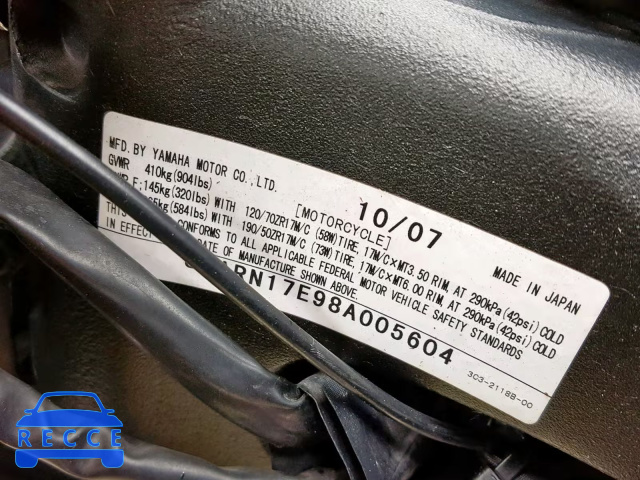 MFD.BY YAMAHA MOTOR CO.,LTD.
10/07
GVWR 410kg(904lbs)
[MOTORCYCLE]
MADE IN JAPAN
F;145kg(320lbs)WITH 120/70ZR17M/C (58W)TIRE,17M/C×MT3.50 RIM, AT 290kPa(42psi)COLD
(584lbs)WITH 190/50ZR17M/C (73W)TIRE,17M/C×MT6.00 RIM, AT 290kPa(42psi)COLD
THIS CONFORMS TO ALL APPLICABLE FEDERAL MOTOR VEHICLE SAFETY STANDARDS
IN EFFECT DATE OF MANUFACTURE SHOWN ABOVE.
RN17E98A005604
3C3-2118B-00
RECCE